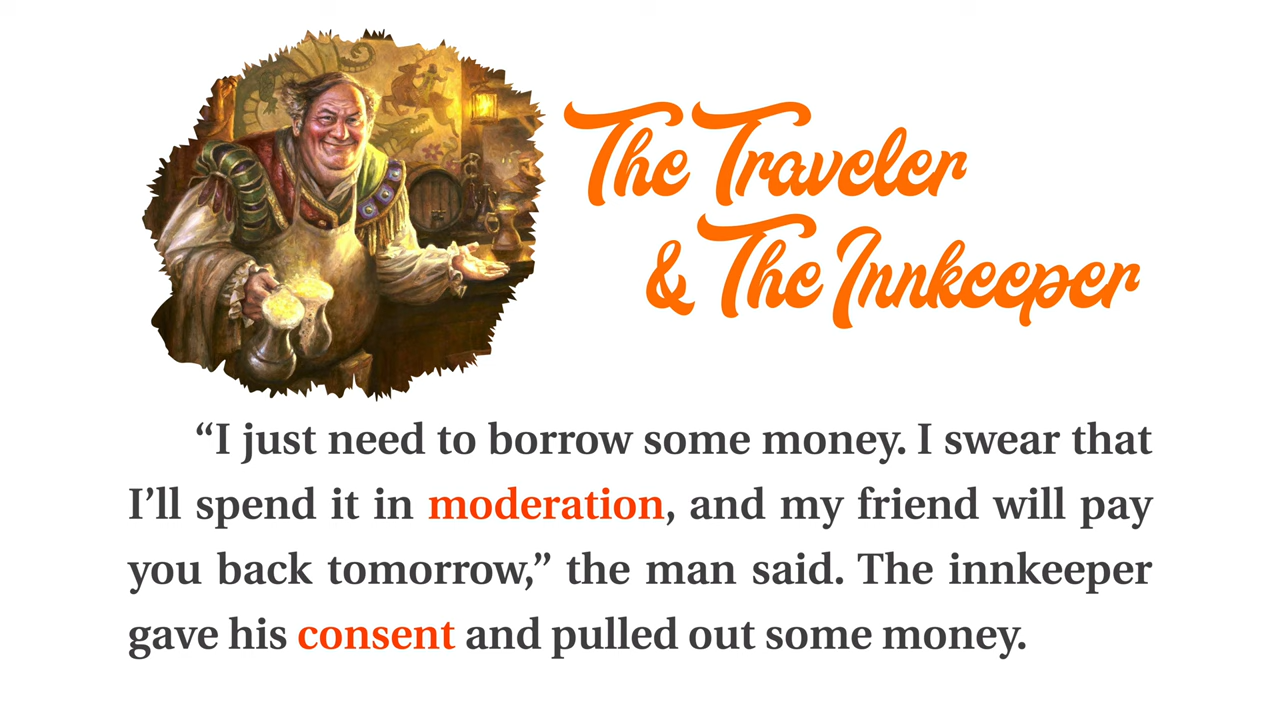 The Traveler
& The Innkeeper
“I just need to borrow some money. I swear that
I’ll spend it in moderation, and my friend will pay
you back tomorrow,” the man said. The innkeeper
gave his consent and pulled out some money.